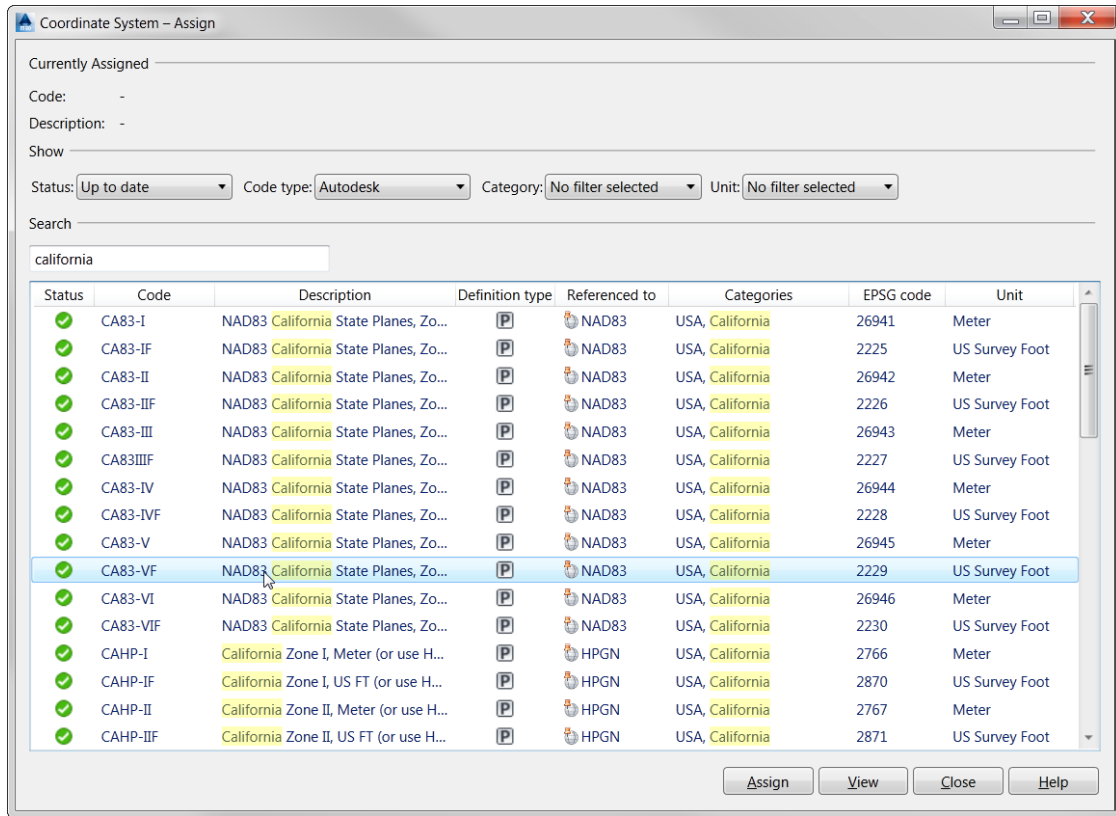 Coordinate System – Assign
Currently Assigned
Code: -
Description: -
Show
Status: Up to date Code type: Autodesk Category: No filter selected Unit: No filter selected
Search
california
Status Code Description Definition type Referenced to Categories EPSG code Unit
CA83-I NAD83 California State Planes, Zo... P NAD83 USA, California 26941 Meter
CA83-IF NAD83 California State Planes, Zo... P NAD83 USA, California 2225 US Survey Foot
CA83-II NAD83 California State Planes, Zo... P NAD83 USA, California 26942 Meter
CA83-IIF NAD83 California State Planes, Zo... P NAD83 USA, California 2226 US Survey Foot
CA83-III NAD83 California State Planes, Zo... P NAD83 USA, California 26943 Meter
CA83IIIF NAD83 California State Planes, Zo... P NAD83 USA, California 2227 US Survey Foot
CA83-IV NAD83 California State Planes, Zo... P NAD83 USA, California 26944 Meter
CA83-IVF NAD83 California State Planes, Zo... P NAD83 USA, California 2228 US Survey Foot
CA83-V NAD83 California State Planes, Zo... P NAD83 USA, California 26945 Meter
CA83-VF NAD83 California State Planes, Zo... P NAD83 USA, California 2229 US Survey Foot
CA83-VI NAD83 California State Planes, Zo... P NAD83 USA, California 26946 Meter
CA83-VIF NAD83 California State Planes, Zo... P NAD83 USA, California 2230 US Survey Foot
CAHP-I California Zone I, Meter (or use H... P HPGN USA, California 2766 Meter
CAHP-IF California Zone I, US FT (or use H... P HPGN USA, California 2870 US Survey Foot
CAHP-II California Zone II, Meter (or use H... P HPGN USA, California 2767 Meter
CAHP-IIF California Zone II, US FT (or use H... P HPGN USA, California 2871 US Survey Foot
Assign View Close Help